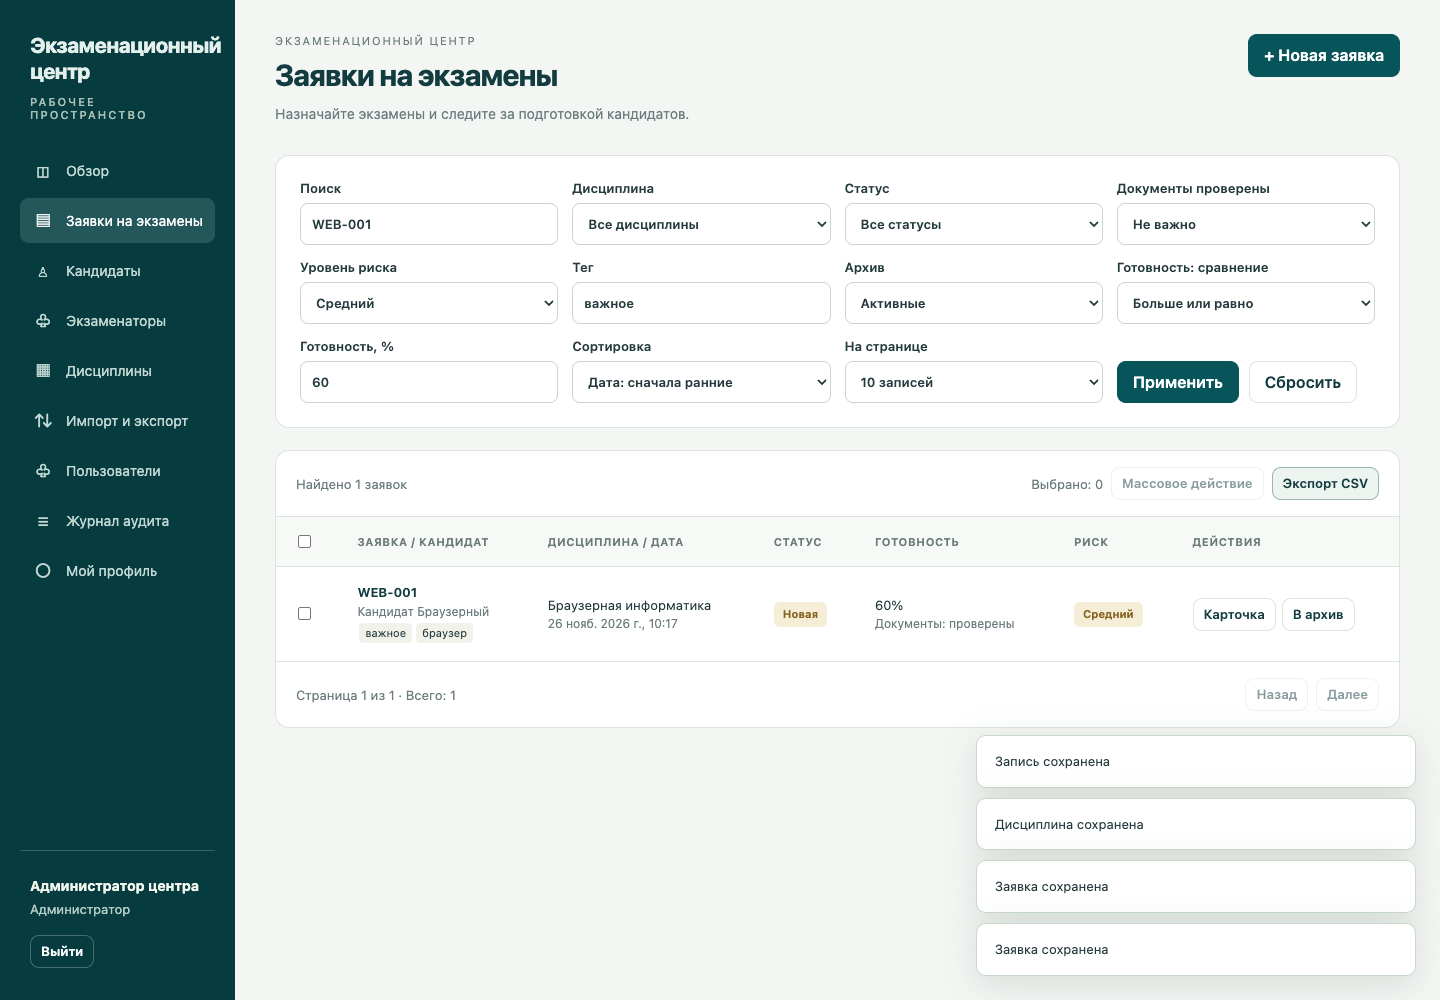 Экзаменационный
центр
РАБОЧЕЕ
ПРОСТРАНСТВО
Обзор
Заявки на экзамены
Кандидаты
Экзаменаторы
Дисциплины
Импорт и экспорт
Пользователи
Журнал аудита
Мой профиль
Администратор центра
Администратор
Выйти
ЭКЗАМЕНАЦИОННЫЙ ЦЕНТР
Заявки на экзамены
Назначайте экзамены и следите за подготовкой кандидатов.
+ Новая заявка
Поиск Дисциплина Статус Документы проверены
WEB-001 Все дисциплины Все статусы Не важно
Уровень риска Тег Архив Готовность: сравнение
Средний важное Активные Больше или равно
Готовность, % Сортировка На странице
60 Дата: сначала ранние 10 записей Применить Сбросить
Найдено 1 заявок Выбрано: 0 Массовое действие Экспорт CSV
ЗАЯВКА / КАНДИДАТ ДИСЦИПЛИНА / ДАТА СТАТУС ГОТОВНОСТЬ РИСК ДЕЙСТВИЯ
WEB-001
Кандидат Браузерный
важное браузер
Браузерная информатика
26 нояб. 2026 г., 10:17
Новая
60%
Документы: проверены
Средний
Карточка В архив
Страница 1 из 1 · Всего: 1 Назад Далее
Запись сохранена
Дисциплина сохранена
Заявка сохранена
Заявка сохранена